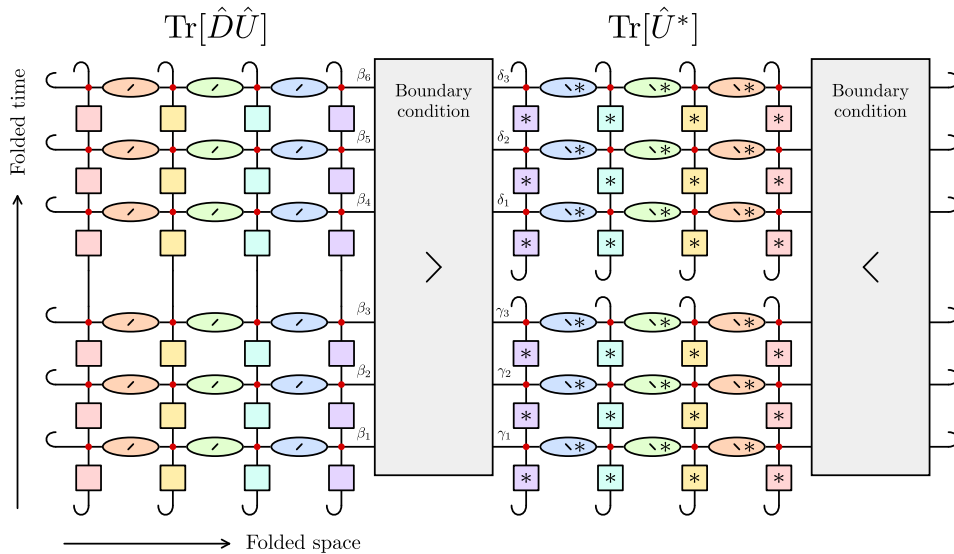 Tr[D̂Û]
Tr[Û*]
Folded time
β₆
β₅
β₄
β₃
β₂
β₁
Boundary
condition
>
δ₃
δ₂
δ₁
γ₃
γ₂
γ₁
* * * *
* * * *
* * * *
* * * *
* * * *
* * * *
* * *
* * *
* * *
* * *
* * *
* * *
Boundary
condition
<
Folded space